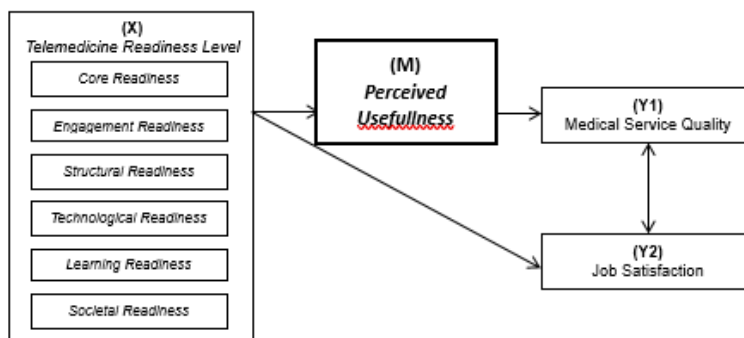 (X)
Telemedicine Readiness Level
Core Readiness
Engagement Readiness
Structural Readiness
Technological Readiness
Learning Readiness
Societal Readiness
(M)
Perceived
Usefullness
(Y1)
Medical Service Quality
(Y2)
Job Satisfaction